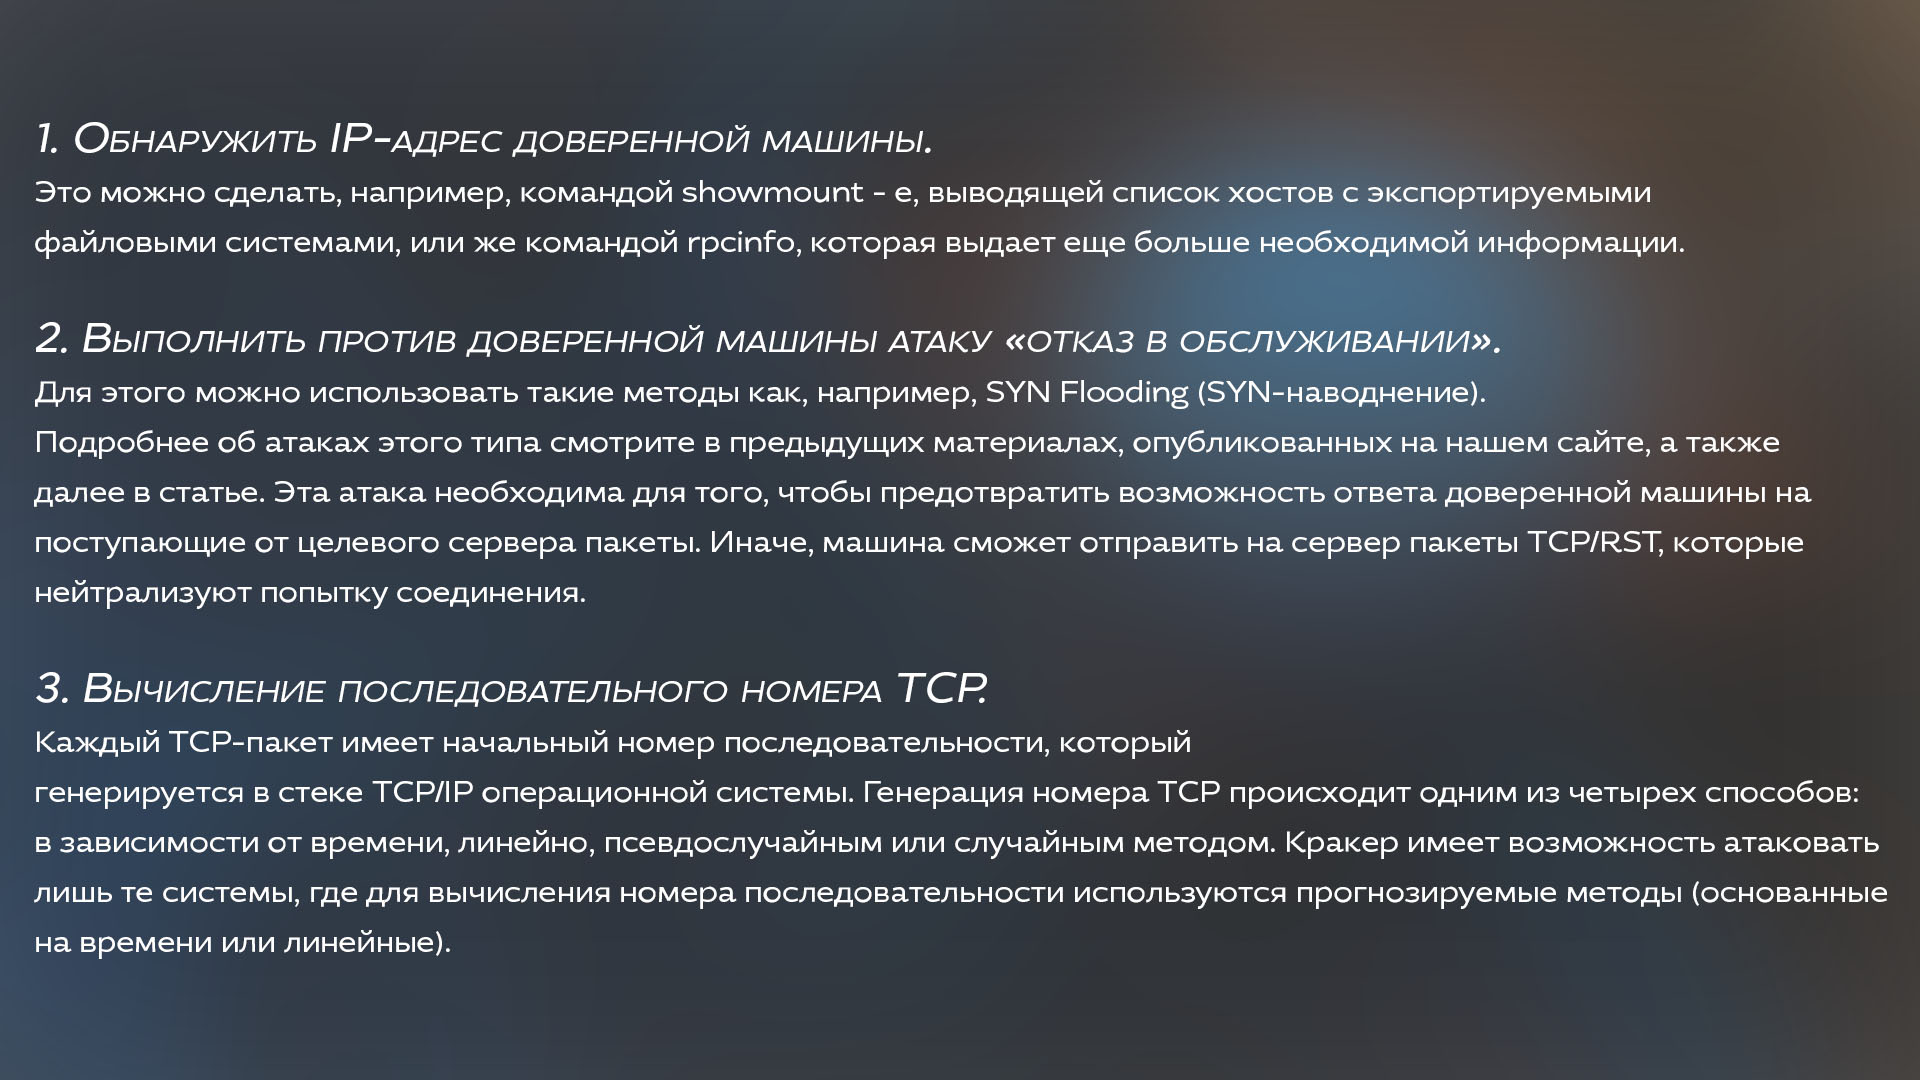 1. Обнаружить IP-адрес доверенной машины.
Это можно сделать, например, командой showmount - e, выводящей список хостов с экспортируемыми
файловыми системами, или же командой rpcinfo, которая выдает еще больше необходимой информации.
2. Выполнить против доверенной машины атаку «отказ в обслуживании».
Для этого можно использовать такие методы как, например, SYN Flooding (SYN-наводнение).
Подробнее об атаках этого типа смотрите в предыдущих материалах, опубликованных на нашем сайте, а также
далее в статье. Эта атака необходима для того, чтобы предотвратить возможность ответа доверенной машины на
поступающие от целевого сервера пакеты. Иначе, машина сможет отправить на сервер пакеты TCP/RST, которые
нейтрализуют попытку соединения.
3. Вычисление последовательного номера TCP.
Каждый TCP-пакет имеет начальный номер последовательности, который
генерируется в стеке TCP/IP операционной системы. Генерация номера TCP происходит одним из четырех способов:
в зависимости от времени, линейно, псевдослучайным или случайным методом. Кракер имеет возможность атаковать
лишь те системы, где для вычисления номера последовательности используются прогнозируемые методы (основанные
на времени или линейные).